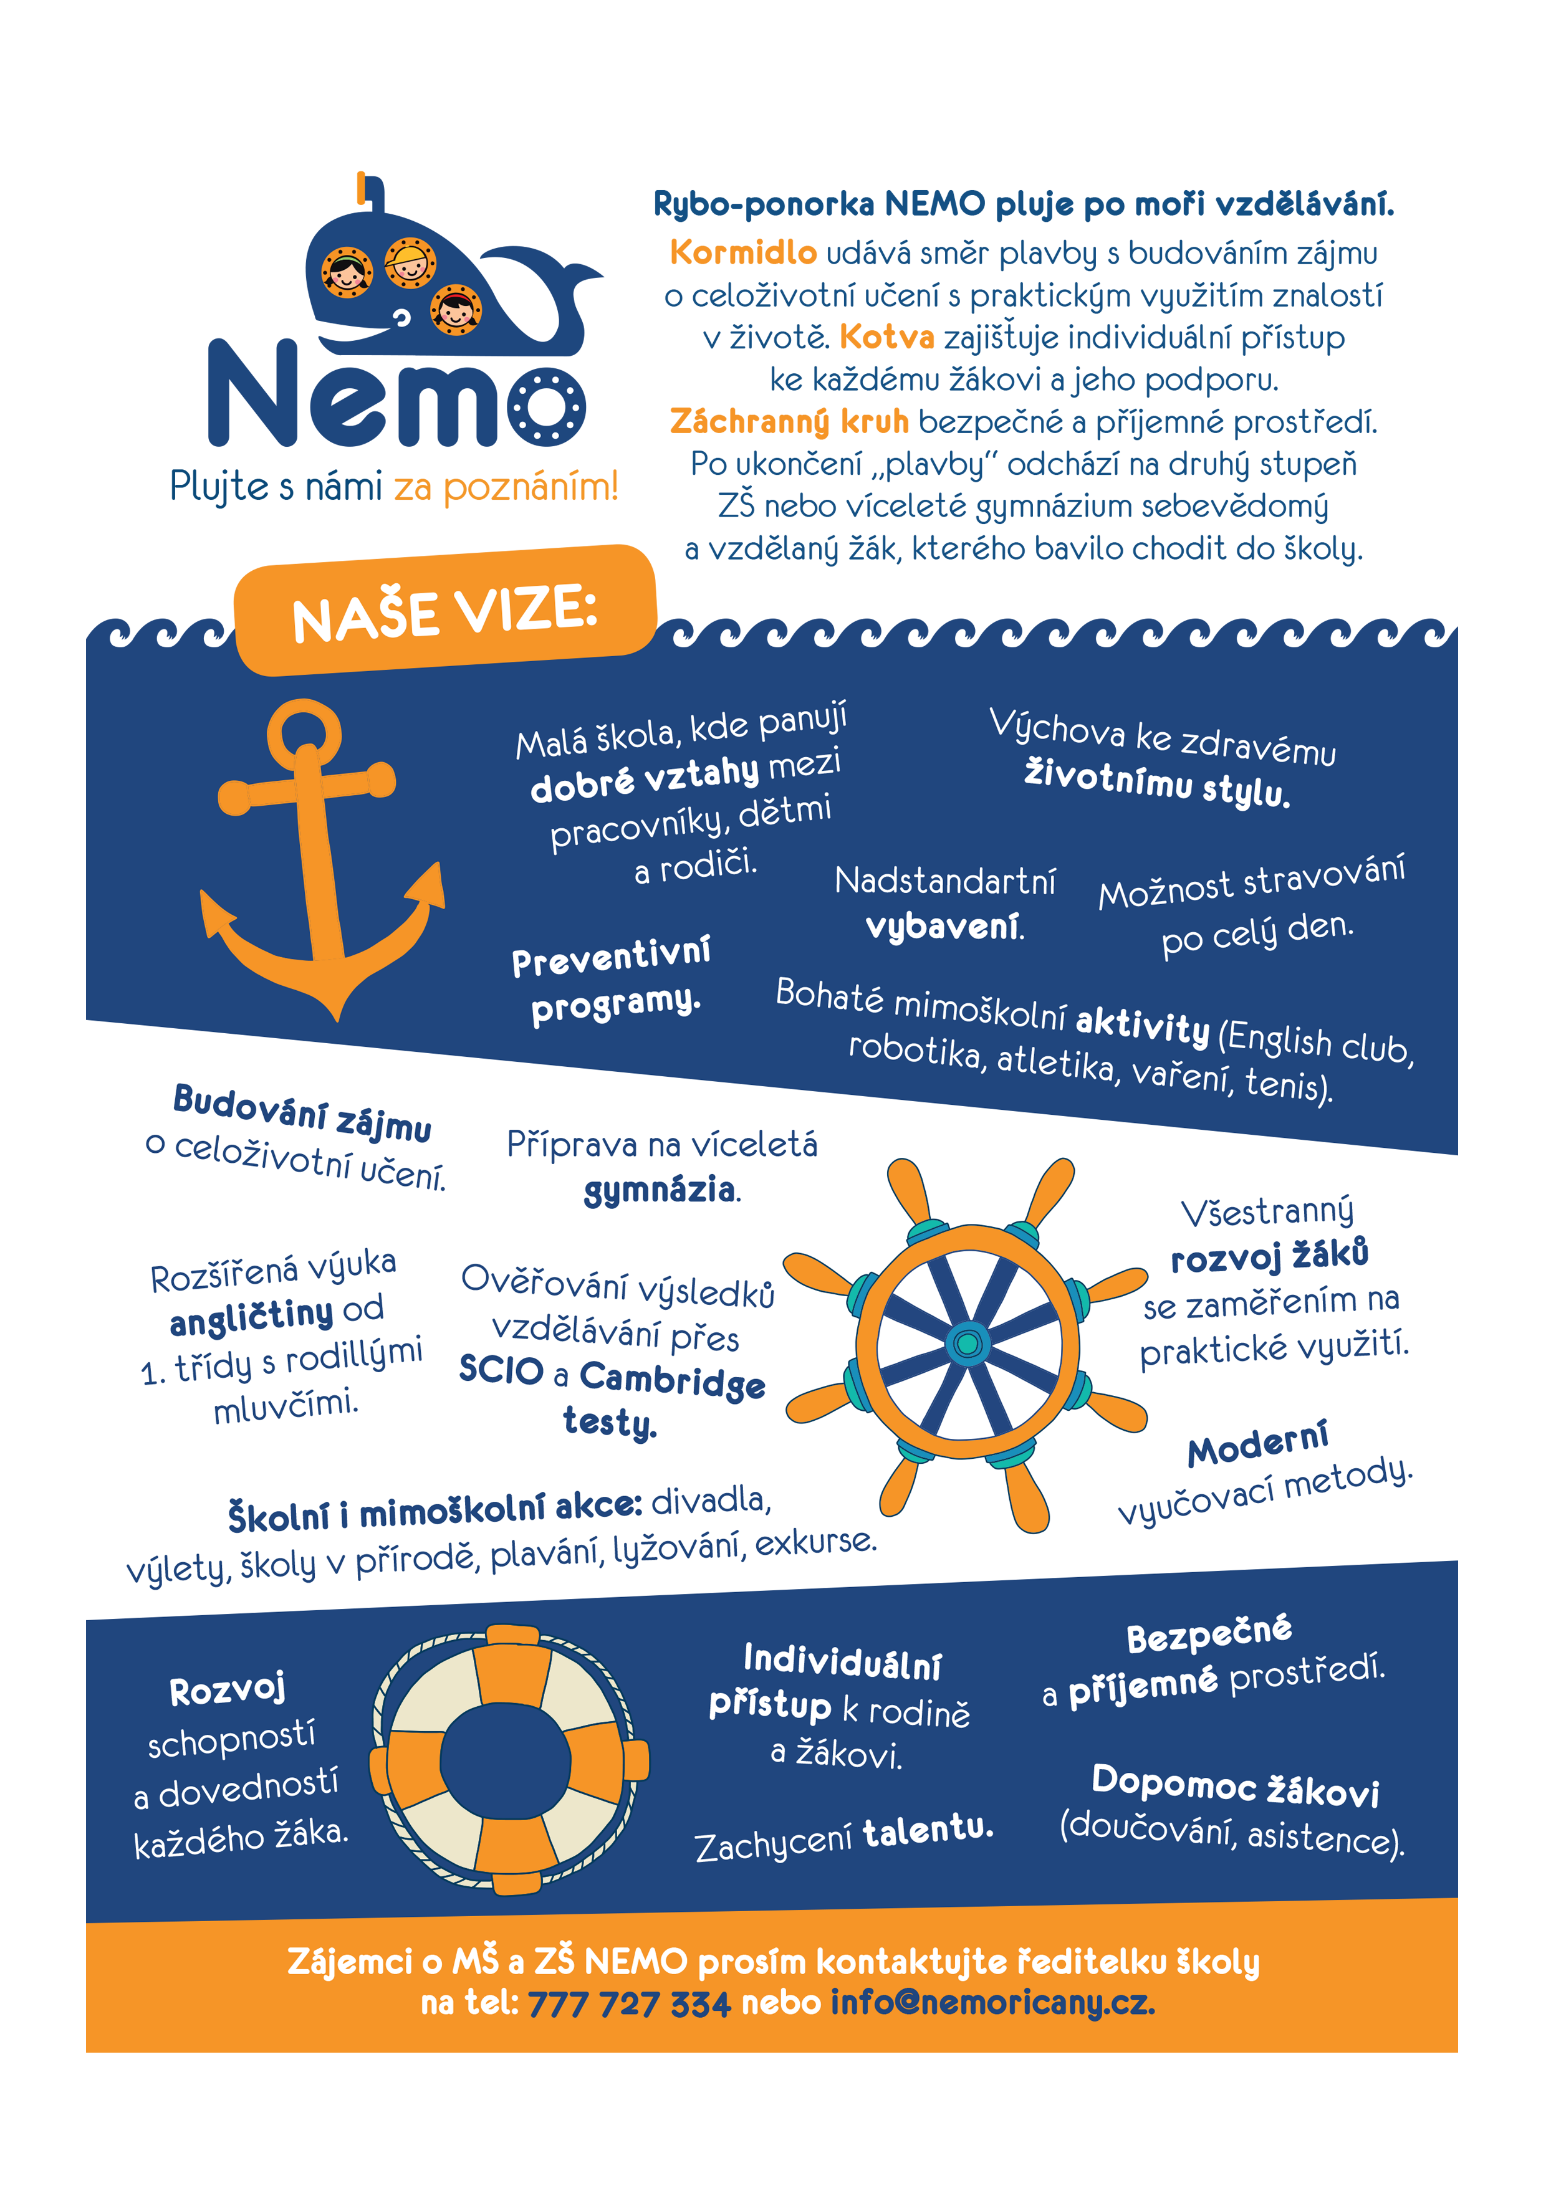 Nemo
Plujte s námi za poznáním!
Rybo-ponorka NEMO pluje po moři vzdělávání.
Kormidlo udává směr plavby s budováním zájmu
o celoživotní učení s praktickým využitím znalostí
v životě. Kotva zajišťuje individuální přístup
ke každému žákovi a jeho podporu.
Záchranný kruh bezpečné a příjemné prostředí.
Po ukončení „plavby“ odchází na druhý stupeň
ZŠ nebo víceleté gymnázium sebevědomý
a vzdělaný žák, kterého bavilo chodit do školy.
NAŠE VIZE:
Malá škola, kde panují
dobré vztahy mezi
pracovníky, dětmi
a rodiči.
Výchova ke zdravému
životnímu stylu.
Nadstandartní
vybavení.
Možnost stravování
po celý den.
Preventivní
programy.
Bohaté mimoškolní aktivity (English club,
robotika, atletika, vaření, tenis).
Budování zájmu
o celoživotní učení.
Příprava na víceletá
gymnázia.
Všestranný
rozvoj žáků
se zaměřením na
praktické využití.
Rozšířená výuka
angličtiny od
1. třídy s rodillými
mluvčími.
Ověřování výsledků
vzdělávání přes
SCIO a Cambridge
testy.
Moderní
vyučovací metody.
Školní i mimoškolní akce: divadla,
výlety, školy v přírodě, plavání, lyžování, exkurse.
Rozvoj
schopností
a dovedností
každého žáka.
Individuální
přístup k rodině
a žákovi.
Bezpečné
a příjemné prostředí.
Zachycení talentu.
Dopomoc žákovi
(doučování, asistence).
Zájemci o MŠ a ZŠ NEMO prosím kontaktujte ředitelku školy
na tel: 777 727 334 nebo info@nemoricany.cz.